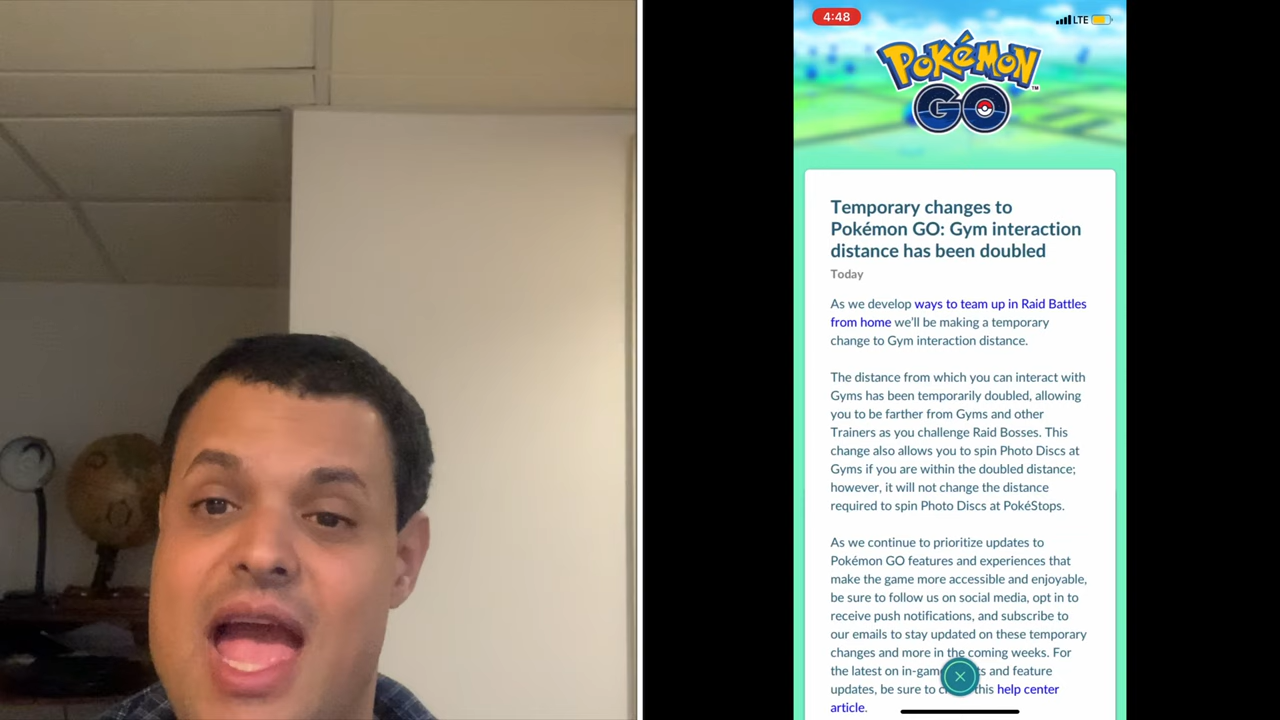 4:48
LTE
Pokémon
TM
GO
Temporary changes to
Pokémon GO: Gym interaction
distance has been doubled
Today
As we develop ways to team up in Raid Battles
from home we'll be making a temporary
change to Gym interaction distance.
The distance from which you can interact with
Gyms has been temporarily doubled, allowing
you to be farther from Gyms and other
Trainers as you challenge Raid Bosses. This
change also allows you to spin Photo Discs at
Gyms if you are within the doubled distance;
however, it will not change the distance
required to spin Photo Discs at PokéStops.
As we continue to prioritize updates to
Pokémon GO features and experiences that
make the game more accessible and enjoyable,
be sure to follow us on social media, opt in to
receive push notifications, and subscribe to
our emails to stay updated on these temporary
changes and more in the coming weeks. For
the latest on in-game and feature
updates, be sure to this help center
article.